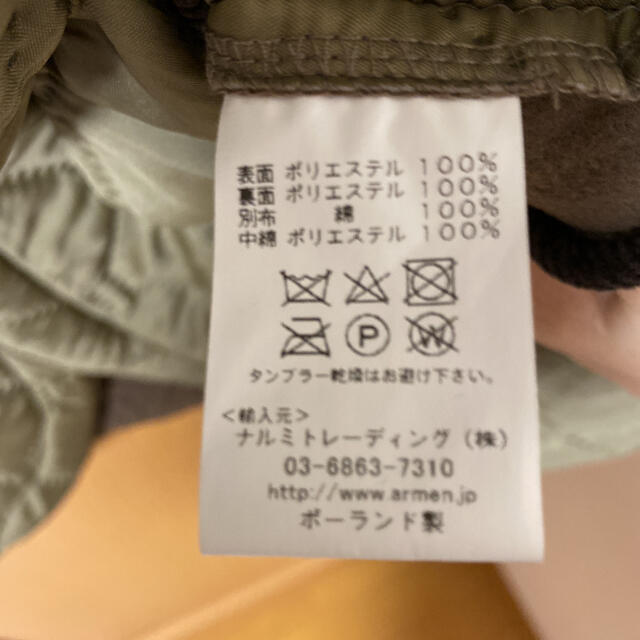 表面 ポリエステル 100%
裏面 ポリエステル 100%
別布 綿 100%
中綿 ポリエステル 100%
P W
タンブラー乾燥はお避け下さい。
<輸入元>
ナルミトレーディング(株)
03-6863-7310
http://www.armen.jp
ポーランド製